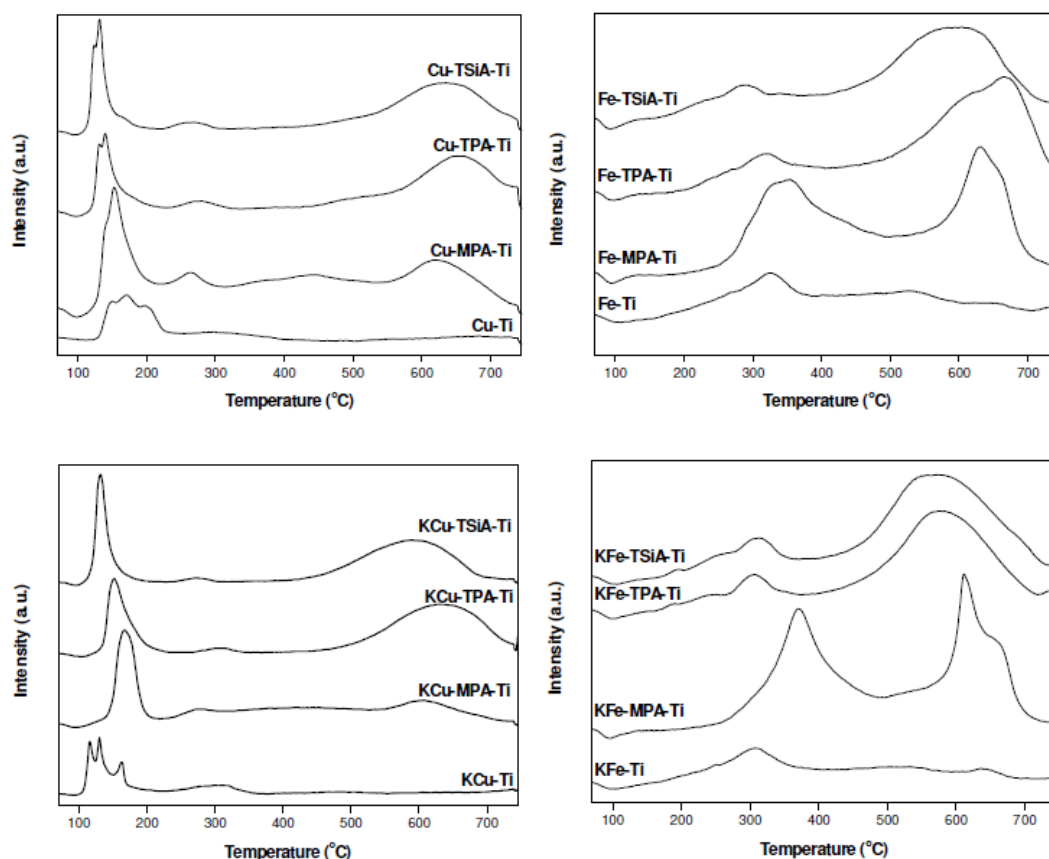 Intensity (a.u.)
Cu-TSiA-Ti
Cu-TPA-Ti
Cu-MPA-Ti
Cu-Ti
100 200 300 400 500 600 700
Temperature (°C)
Intensity (a.u.)
Fe-TSiA-Ti
Fe-TPA-Ti
Fe-MPA-Ti
Fe-Ti
100 200 300 400 500 600 700
Temperature (°C)
Intensity (a.u.)
KCu-TSiA-Ti
KCu-TPA-Ti
KCu-MPA-Ti
KCu-Ti
100 200 300 400 500 600 700
Temperature (°C)
Intensity (a.u.)
KFe-TSiA-Ti
KFe-TPA-Ti
KFe-MPA-Ti
KFe-Ti
100 200 300 400 500 600 700
Temperature (°C)